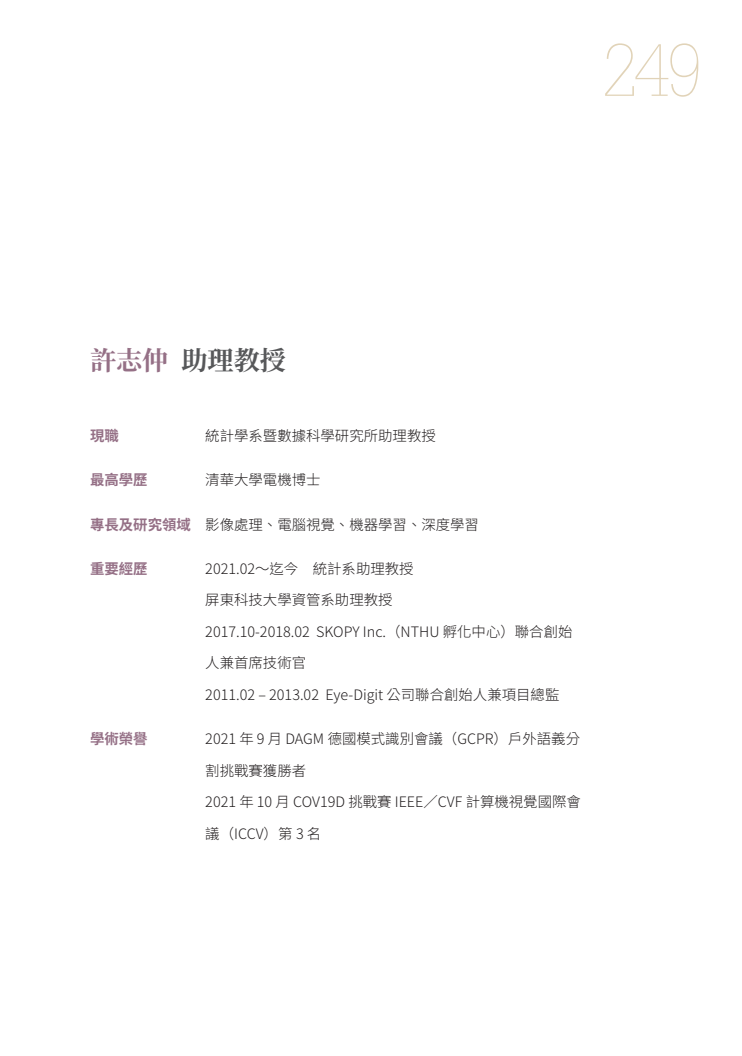 249
許志仲 助理教授
現職 統計學系暨數據科學研究所助理教授
最高學歷 清華大學電機博士
專長及研究領域 影像處理、電腦視覺、機器學習、深度學習
重要經歷 2021.02～迄今　統計系助理教授
屏東科技大學資管系助理教授
2017.10-2018.02 SKOPY Inc.（NTHU 孵化中心）聯合創始
人兼首席技術官
2011.02 – 2013.02 Eye-Digit 公司聯合創始人兼項目總監
學術榮譽 2021 年 9 月 DAGM 德國模式識別會議（GCPR）戶外語義分
割挑戰賽獲勝者
2021 年 10 月 COV19D 挑戰賽 IEEE／CVF 計算機視覺國際會
議（ICCV）第 3 名